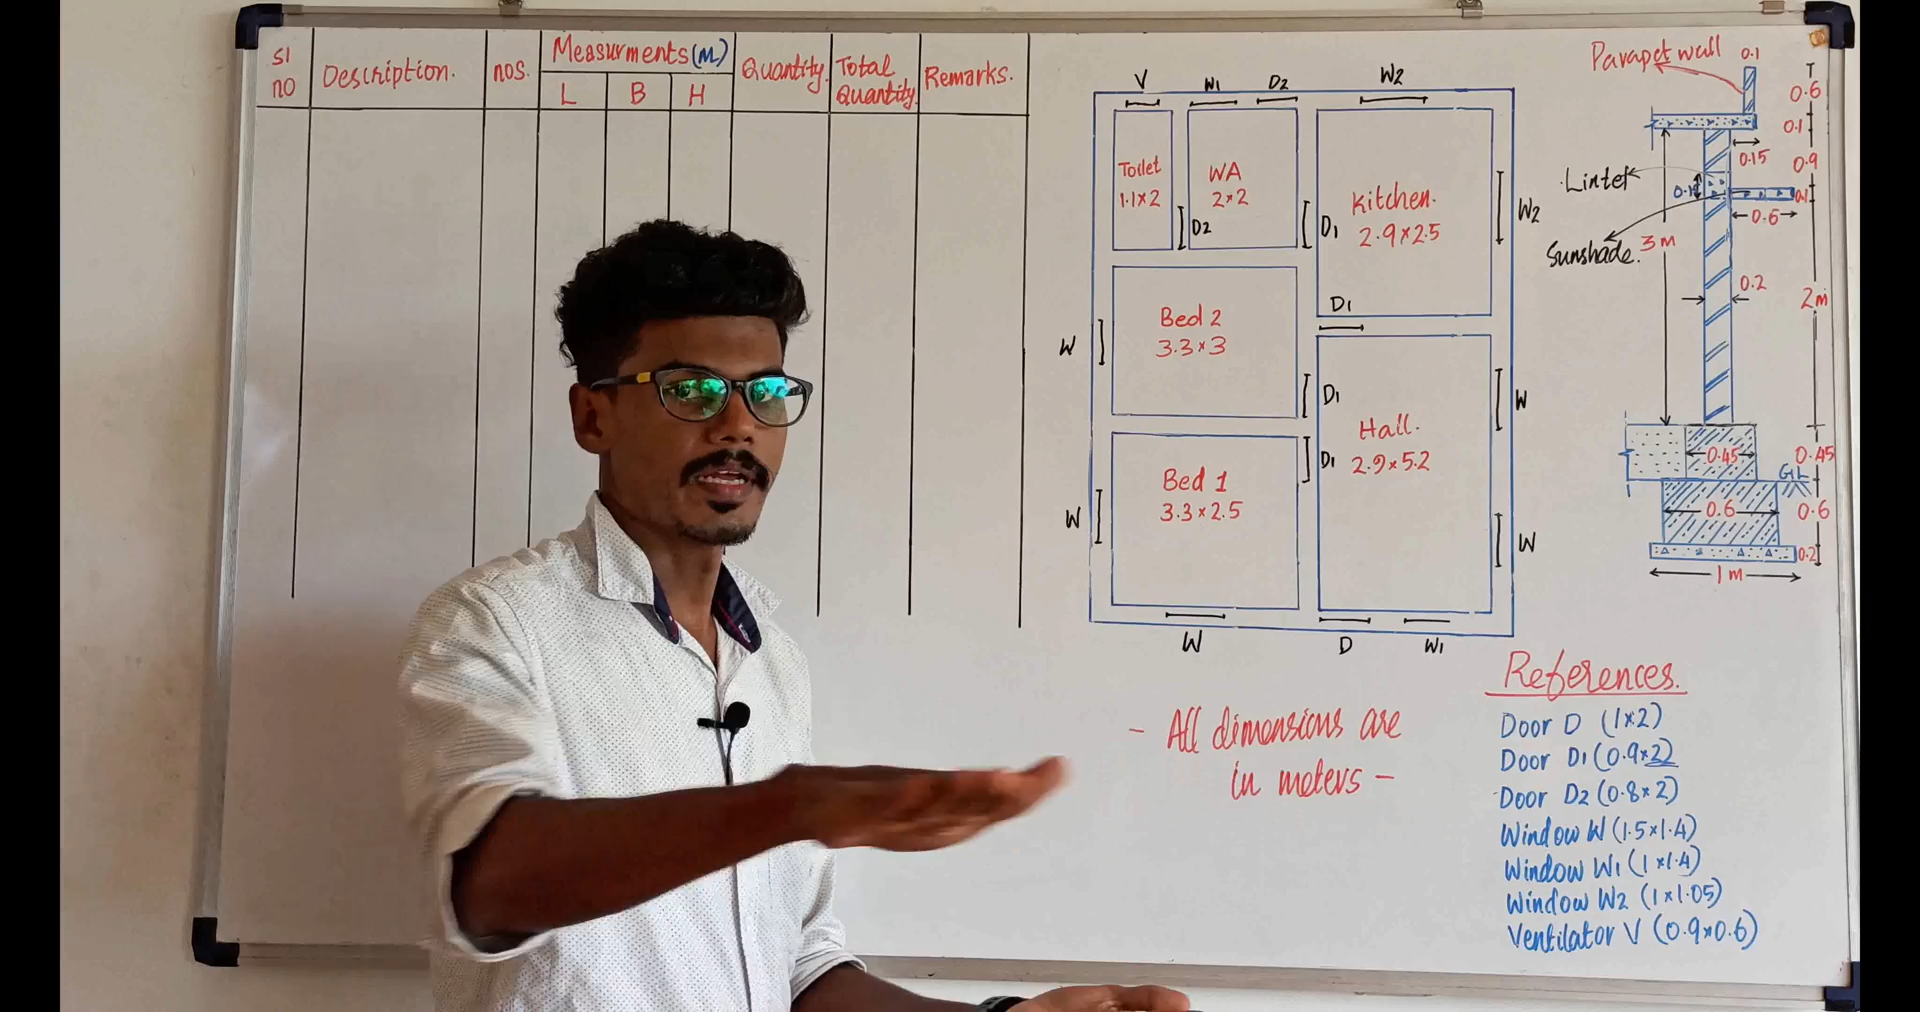 Sl no
Description.
nos.
Measurments (M)
L
B
H
Quantity.
Total Quantity.
Remarks.
V
W1
D2
W2
Toilet
1.1×2
WA
2×2
D2
D1
Kitchen.
2.9×2.5
W2
D1
Bed 2
3.3×3
W
D1
W
Hall.
2.9×5.2
D1
Bed 1
3.3×2.5
W
W
W
D
W1
Parapet wall
0.1
0.6
0.1
0.15
0.9
Lintel
0.1
0.6
Sunshade.
3m
0.2
2m
0.45
0.45
GL
0.6
0.6
0.2
1m
- All dimensions are
in meters -
References.
Door D (1×2)
Door D1 (0.9×2)
Door D2 (0.8×2)
Window W (1.5×1.4)
Window W1 (1×1.4)
Window W2 (1×1.05)
Ventilator V (0.9×0.6)